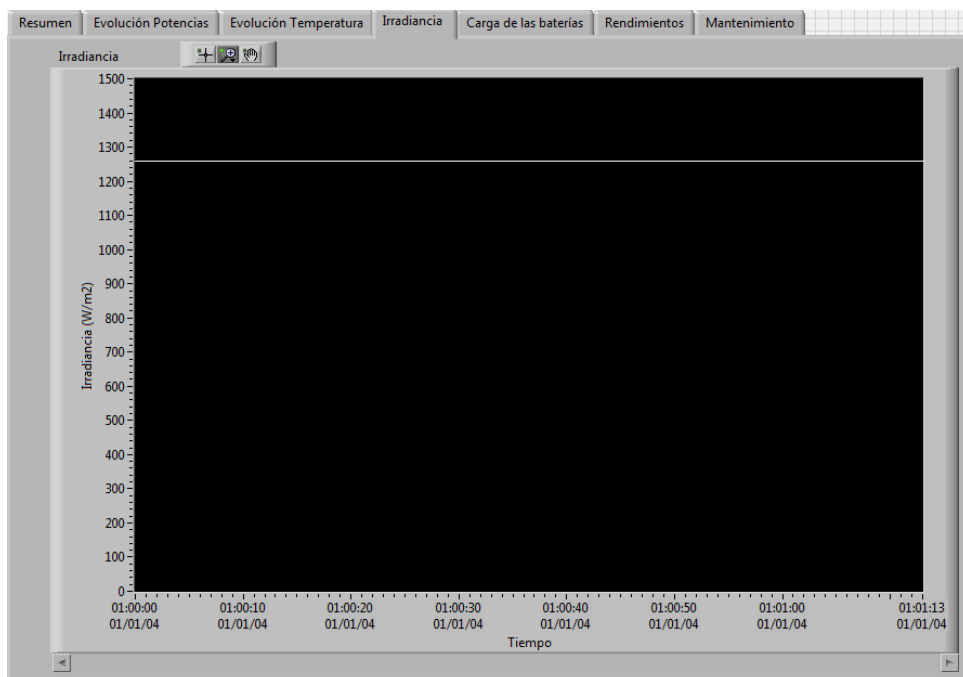 Resumen Evolución Potencias Evolución Temperatura Irradiancia Carga de las baterías Rendimientos Mantenimiento
Irradiancia
1500
1400
1300
1200
1100
1000
900
800
700
600
500
400
300
200
100
0
Irradiancia (W/m2)
01:00:00 01:00:10 01:00:20 01:00:30 01:00:40 01:00:50 01:01:00 01:01:13
01/01/04 01/01/04 01/01/04 01/01/04 01/01/04 01/01/04 01/01/04 01/01/04
Tiempo